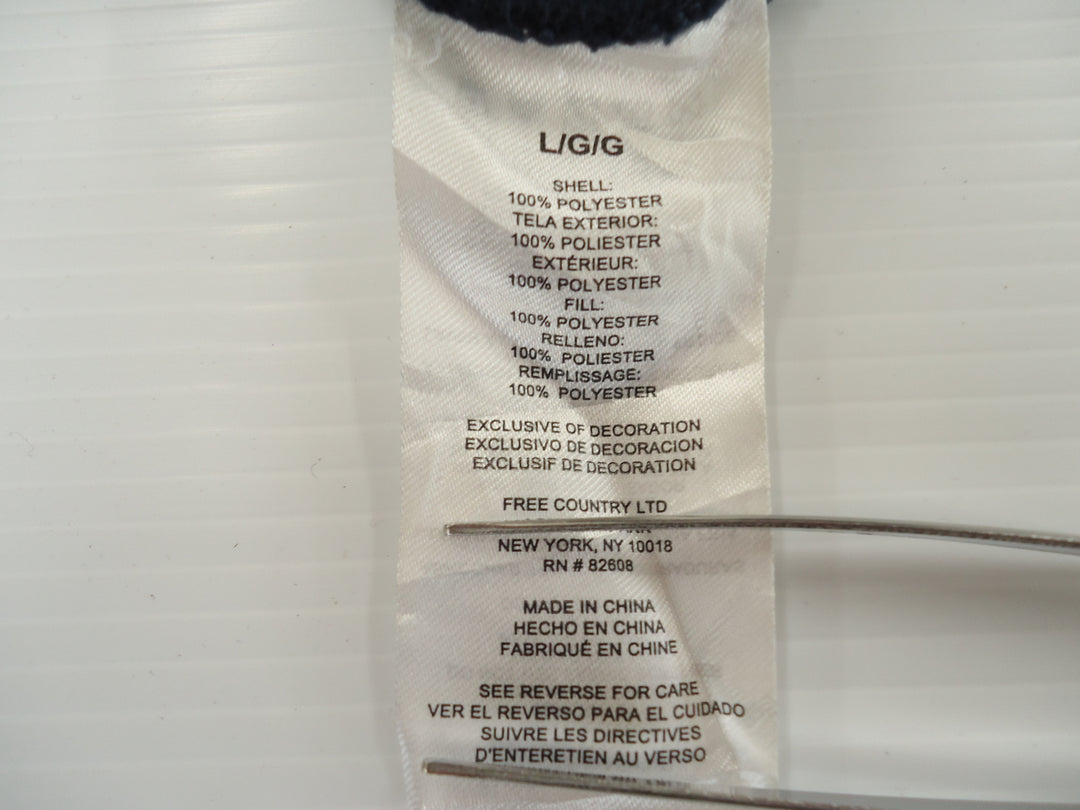 L/G/G
SHELL:
100% POLYESTER
TELA EXTERIOR:
100% POLIESTER
EXTÉRIEUR:
100% POLYESTER
FILL:
100% POLYESTER
RELLENO:
100% POLIESTER
REMPLISSAGE:
100% POLYESTER
EXCLUSIVE OF DECORATION
EXCLUSIVO DE DECORACION
EXCLUSIF DE DECORATION
FREE COUNTRY LTD
NEW YORK, NY 10018
RN # 82608
MADE IN CHINA
HECHO EN CHINA
FABRIQUÉ EN CHINE
SEE REVERSE FOR CARE
VER EL REVERSO PARA EL CUIDADO
SUIVRE LES DIRECTIVES
D'ENTERETIEN AU VERSO